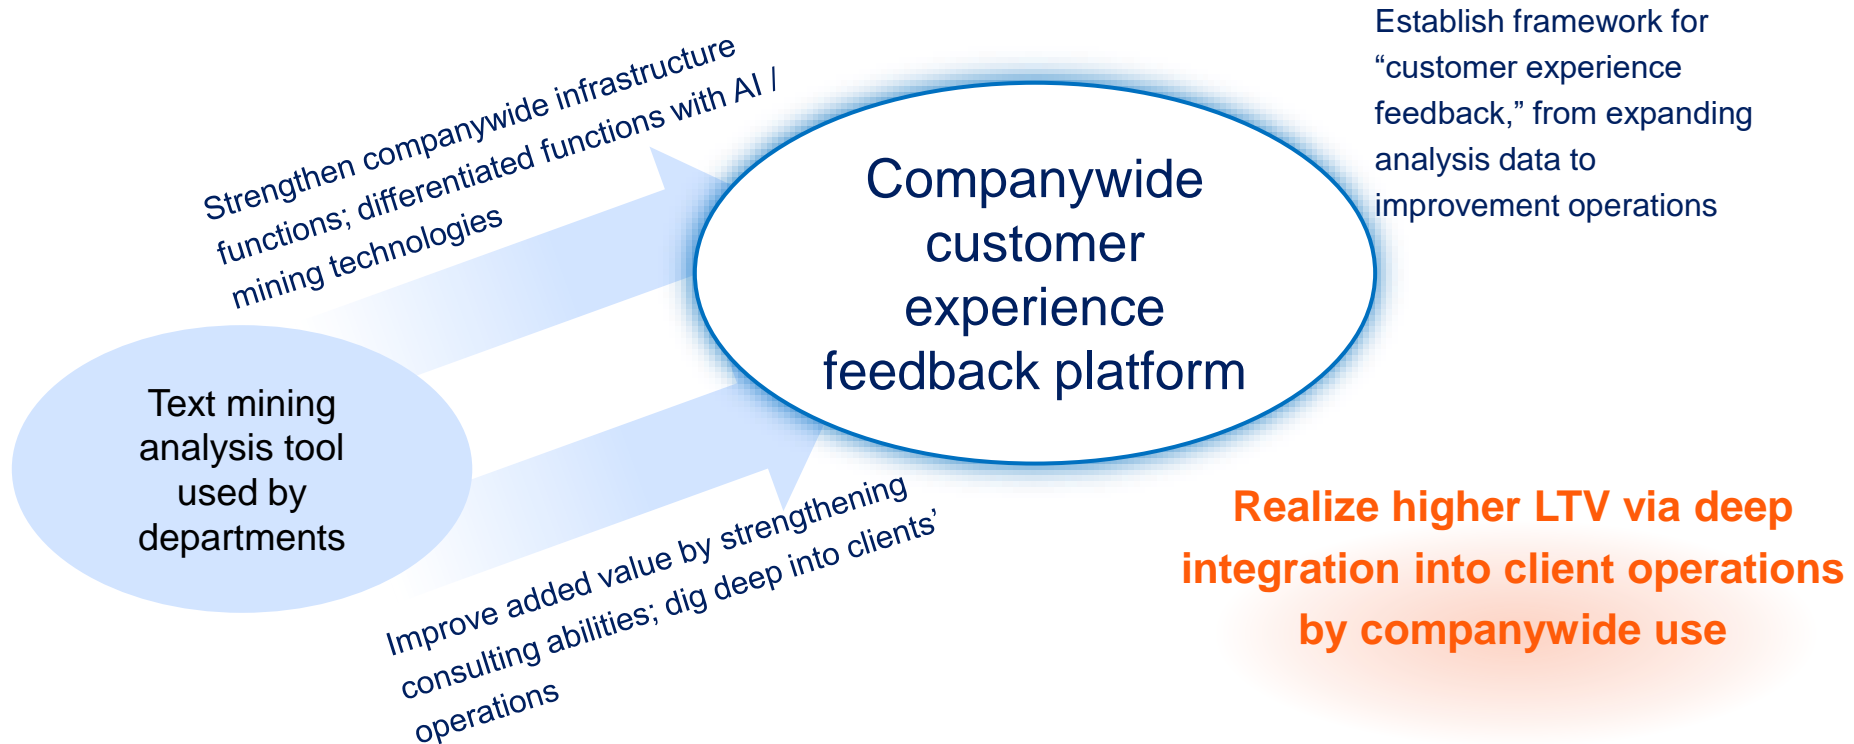 Strengthen companywide infrastructure
functions; differentiated functions with AI /
mining technologies
Establish framework for
“customer experience
feedback,” from expanding
analysis data to
improvement operations
Companywide
customer
experience
feedback platform
Text mining
analysis tool
used by
departments
Improve added value by strengthening
consulting abilities; dig deep into clients’
operations
Realize higher LTV via deep
integration into client operations
by companywide use